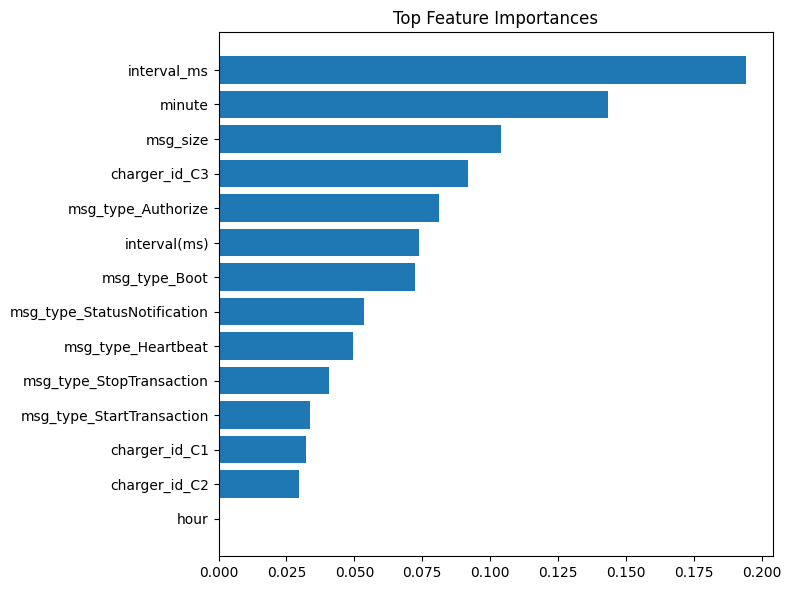 Top Feature Importances
interval_ms
minute
msg_size
charger_id_C3
msg_type_Authorize
interval(ms)
msg_type_Boot
msg_type_StatusNotification
msg_type_Heartbeat
msg_type_StopTransaction
msg_type_StartTransaction
charger_id_C1
charger_id_C2
hour
0.000 0.025 0.050 0.075 0.100 0.125 0.150 0.175 0.200